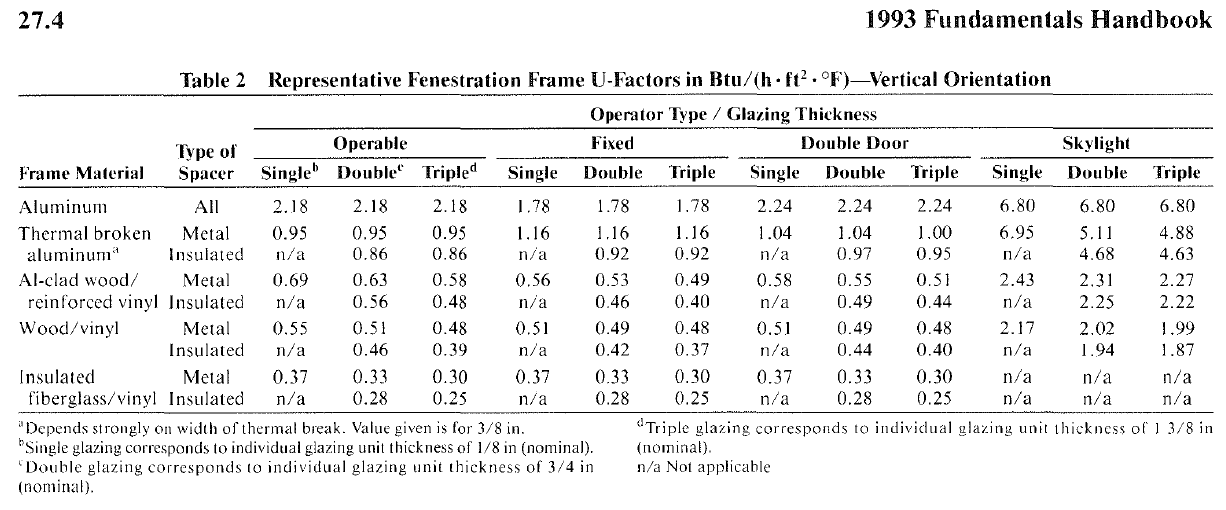 27.4 1993 Fundamentals Handbook
Table 2 Representative Fenestration Frame U-Factors in Btu/(h · ft² · °F)—Vertical Orientation
Operator Type / Glazing Thickness
Type of Operable Fixed Double Door Skylight
Frame Material Spacer Singleᵇ Doubleᶜ Tripleᵈ Single Double Triple Single Double Triple Single Double Triple
Aluminum All 2.18 2.18 2.18 1.78 1.78 1.78 2.24 2.24 2.24 6.80 6.80 6.80
Thermal broken Metal 0.95 0.95 0.95 1.16 1.16 1.16 1.04 1.04 1.00 6.95 5.11 4.88
aluminumᵃ Insulated n/a 0.86 0.86 n/a 0.92 0.92 n/a 0.97 0.95 n/a 4.68 4.63
Al-clad wood/ Metal 0.69 0.63 0.58 0.56 0.53 0.49 0.58 0.55 0.51 2.43 2.31 2.27
reinforced vinyl Insulated n/a 0.56 0.48 n/a 0.46 0.40 n/a 0.49 0.44 n/a 2.25 2.22
Wood/vinyl Metal 0.55 0.51 0.48 0.51 0.49 0.48 0.51 0.49 0.48 2.17 2.02 1.99
Insulated n/a 0.46 0.39 n/a 0.42 0.37 n/a 0.44 0.40 n/a 1.94 1.87
Insulated Metal 0.37 0.33 0.30 0.37 0.33 0.30 0.37 0.33 0.30 n/a n/a n/a
fiberglass/vinyl Insulated n/a 0.28 0.25 n/a 0.28 0.25 n/a 0.28 0.25 n/a n/a n/a
ᵃDepends strongly on width of thermal break. Value given is for 3/8 in.
ᵇSingle glazing corresponds to individual glazing unit thickness of 1/8 in (nominal).
ᶜDouble glazing corresponds to individual glazing unit thickness of 3/4 in
(nominal).
ᵈTriple glazing corresponds to individual glazing unit thickness of 1 3/8 in
(nominal).
n/a Not applicable